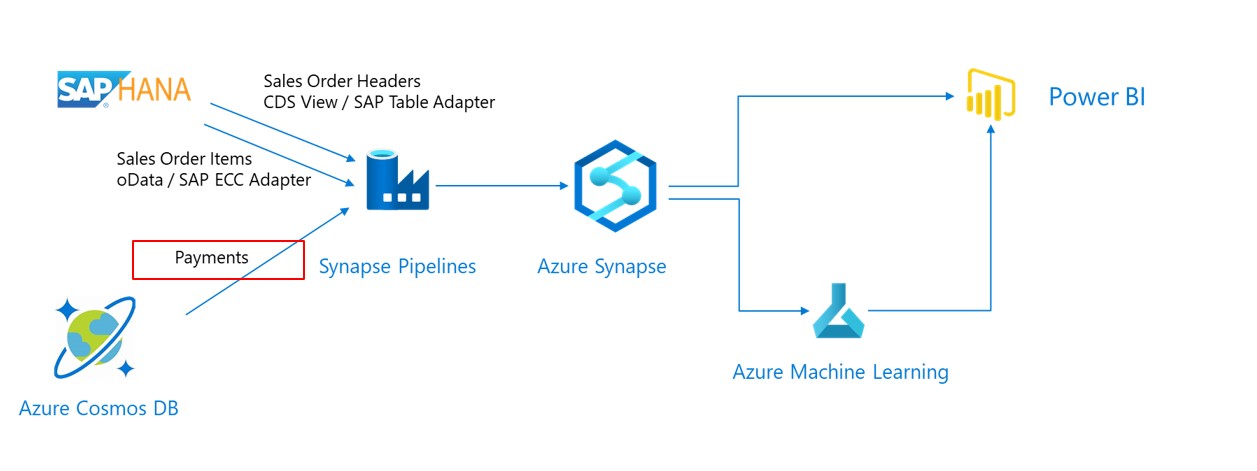 SAP HANA
Sales Order Headers
CDS View / SAP Table Adapter
Power BI
Sales Order Items
oData / SAP ECC Adapter
Payments
Synapse Pipelines
Azure Synapse
Azure Machine Learning
Azure Cosmos DB